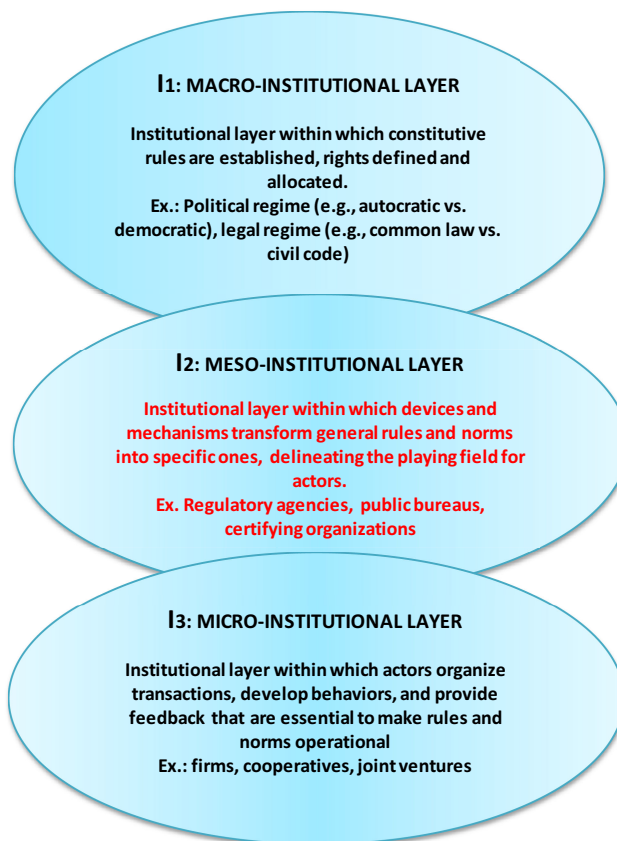 I1: MACRO-INSTITUTIONAL LAYER
Institutional layer within which constitutive
rules are established, rights defined and
allocated.
Ex.: Political regime (e.g., autocratic vs.
democratic), legal regime (e.g., common law vs.
civil code)
I2: MESO-INSTITUTIONAL LAYER
Institutional layer within which devices and
mechanisms transform general rules and norms
into specific ones, delineating the playing field for
actors.
Ex. Regulatory agencies, public bureaus,
certifying organizations
I3: MICRO-INSTITUTIONAL LAYER
Institutional layer within which actors organize
transactions, develop behaviors, and provide
feedback that are essential to make rules and
norms operational
Ex.: firms, cooperatives, joint ventures